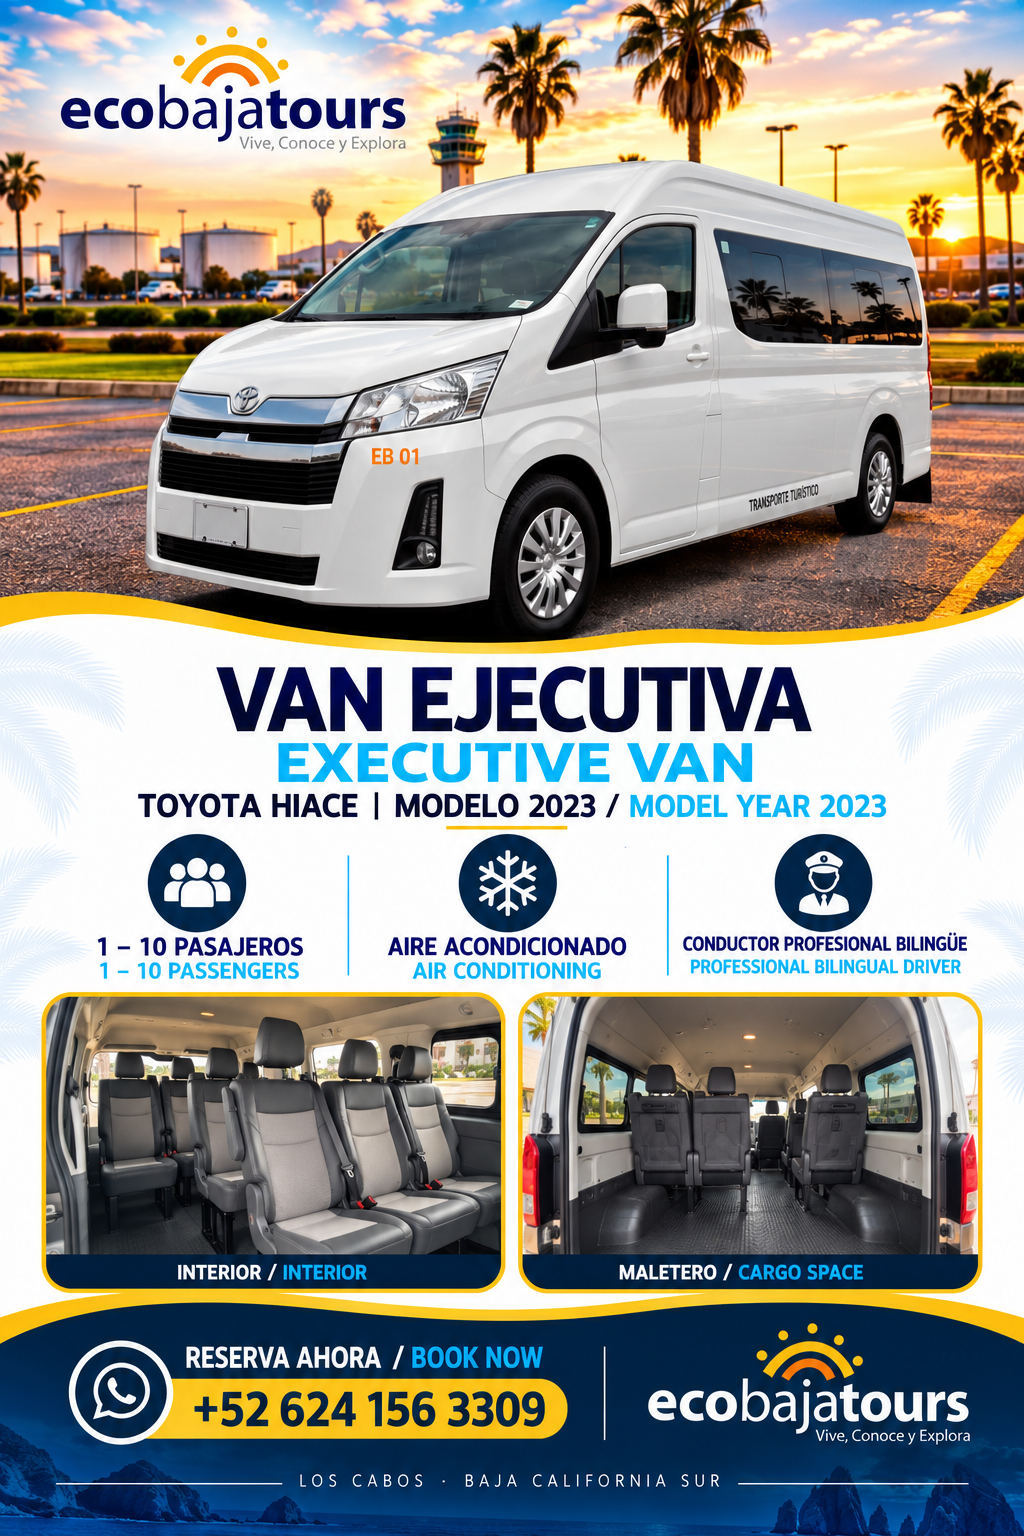 ecobajatours
Vive, Conoce y Explora
EB 01
TRANSPORTE TURÍSTICO
VAN EJECUTIVA
EXECUTIVE VAN
TOYOTA HIACE | MODELO 2023 / MODEL YEAR 2023
1 – 10 PASAJEROS
1 – 10 PASSENGERS
AIRE ACONDICIONADO
AIR CONDITIONING
CONDUCTOR PROFESIONAL BILINGÜE
PROFESSIONAL BILINGUAL DRIVER
INTERIOR / INTERIOR
MALETERO / CARGO SPACE
RESERVA AHORA / BOOK NOW
+52 624 156 3309
ecobajatours
Vive, Conoce y Explora
LOS CABOS · BAJA CALIFORNIA SUR